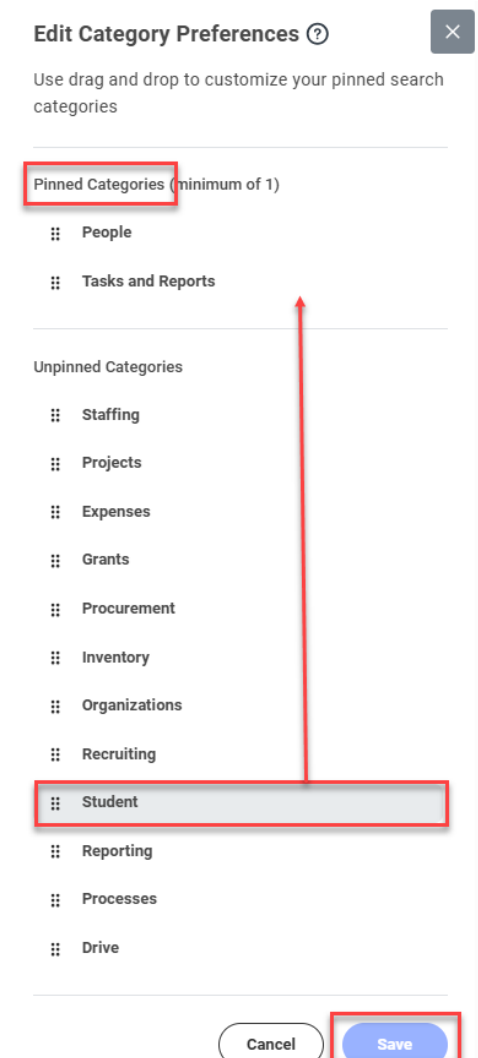 Edit Category Preferences ?
Use drag and drop to customize your pinned search
categories
Pinned Categories (minimum of 1)
People
Tasks and Reports
Unpinned Categories
Staffing
Projects
Expenses
Grants
Procurement
Inventory
Organizations
Recruiting
Student
Reporting
Processes
Drive
Cancel Save